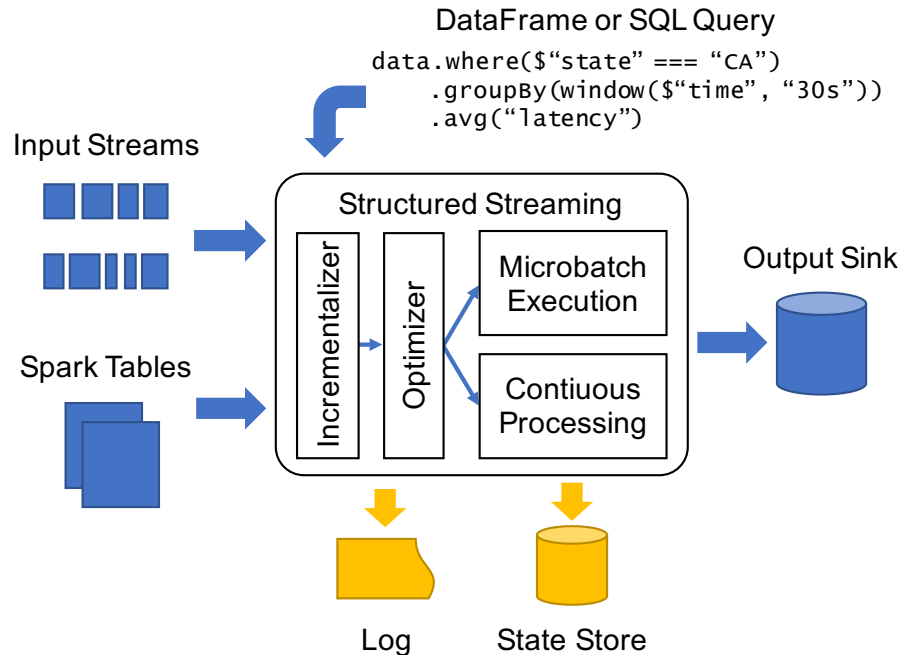 DataFrame or SQL Query
data.where($“state” === “CA”)
.groupBy(window($“time”, “30s”))
.avg(“latency”)
Input Streams
Spark Tables
Structured Streaming
Incrementalizer
Optimizer
Microbatch
Execution
Contiuous
Processing
Output Sink
Log
State Store